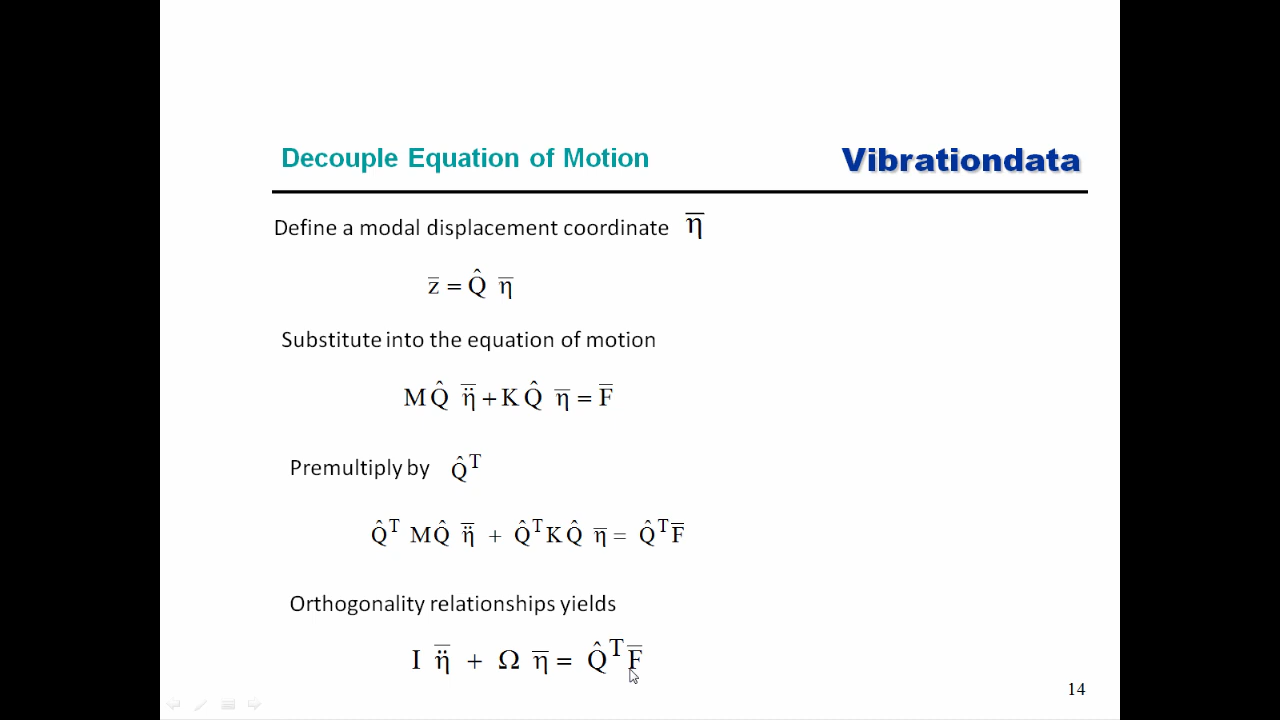 Decouple Equation of Motion Vibrationdata
Define a modal displacement coordinate η̅
z̅ = Q̂ η̅
Substitute into the equation of motion
M Q̂ η̅̈ + K Q̂ η̅ = F̅
Premultiply by Q̂ᵀ
Q̂ᵀ M Q̂ η̅̈ + Q̂ᵀ K Q̂ η̅ = Q̂ᵀ F̅
Orthogonality relationships yields
I η̅̈ + Ω η̅ = Q̂ᵀ F̅
14